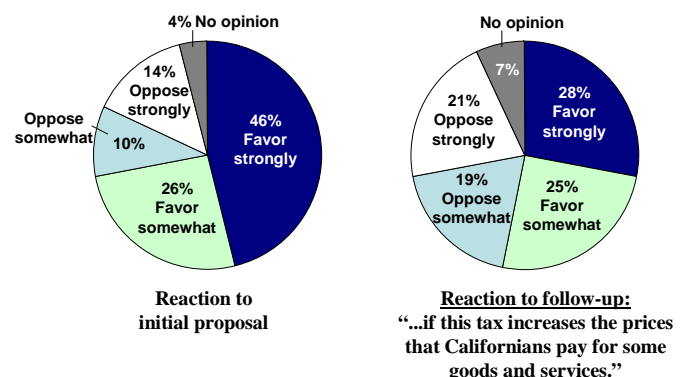 4% No opinion
14%
Oppose
strongly
Oppose
somewhat
10%
46%
Favor
strongly
26%
Favor
somewhat
Reaction to
initial proposal
No opinion
7%
28%
Favor
strongly
21%
Oppose
strongly
19%
Oppose
somewhat
25%
Favor
somewhat
Reaction to follow-up:
“...if this tax increases the prices
that Californians pay for some
goods and services.”